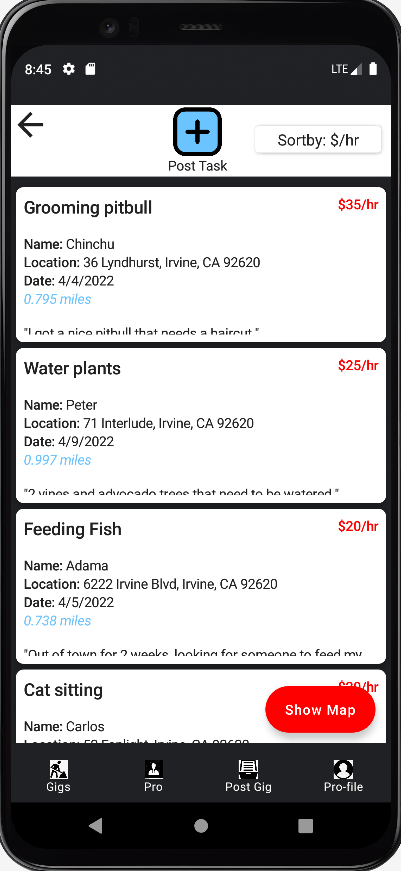 8:45 LTE
Post Task
Sortby: $/hr
Grooming pitbull $35/hr
Name: Chinchu
Location: 36 Lyndhurst, Irvine, CA 92620
Date: 4/4/2022
0.795 miles
"I got a nice pitbull that needs a haircut."
Water plants $25/hr
Name: Peter
Location: 71 Interlude, Irvine, CA 92620
Date: 4/9/2022
0.997 miles
"2 vines and advocado trees that need to be watered."
Feeding Fish $20/hr
Name: Adama
Location: 6222 Irvine Blvd, Irvine, CA 92620
Date: 4/5/2022
0.738 miles
"Out of town for 2 weeks, looking for someone to feed my
Cat sitting /hr
Show Map
Name: Carlos
Location: Irvine, CA 92620
Gigs
Pro
Post Gig
Pro-file